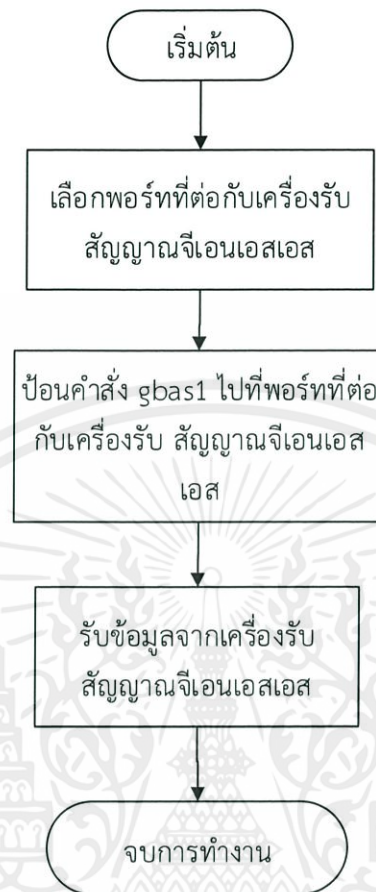 เริ่มต้น
เลือกพอร์ทที่ต่อกับเครื่องรับ
สัญญาณจีเอนเอสเอส
ป้อนคำสั่ง gbas1 ไปที่พอร์ทที่ต่อ
กับเครื่องรับ สัญญาณจีเอนเอส
เอส
รับข้อมูลจากเครื่องรับ
สัญญาณจีเอนเอสเอส
จบการทำงาน